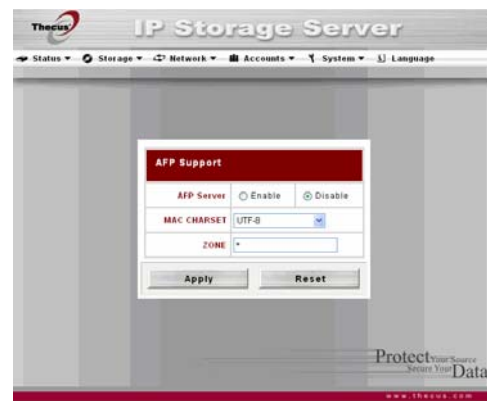 Thecus
IP Storage Server
Status Storage Network Accounts System Language
AFP Support
AFP Server Enable Disable
MAC CHARSET UTF-8
ZONE *
Apply Reset
Protect Your Source
Secure Your Data
www.thecus.com